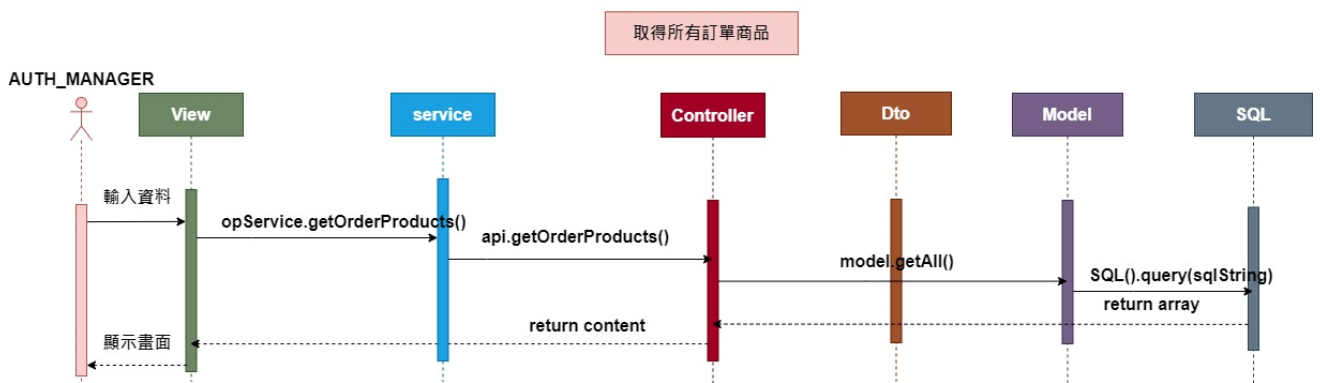 取得所有訂單商品
AUTH_MANAGER
View
service
Controller
Dto
Model
SQL
輸入資料
opService.getOrderProducts()
api.getOrderProducts()
model.getAll()
SQL().query(sqlString)
return array
return content
顯示畫面